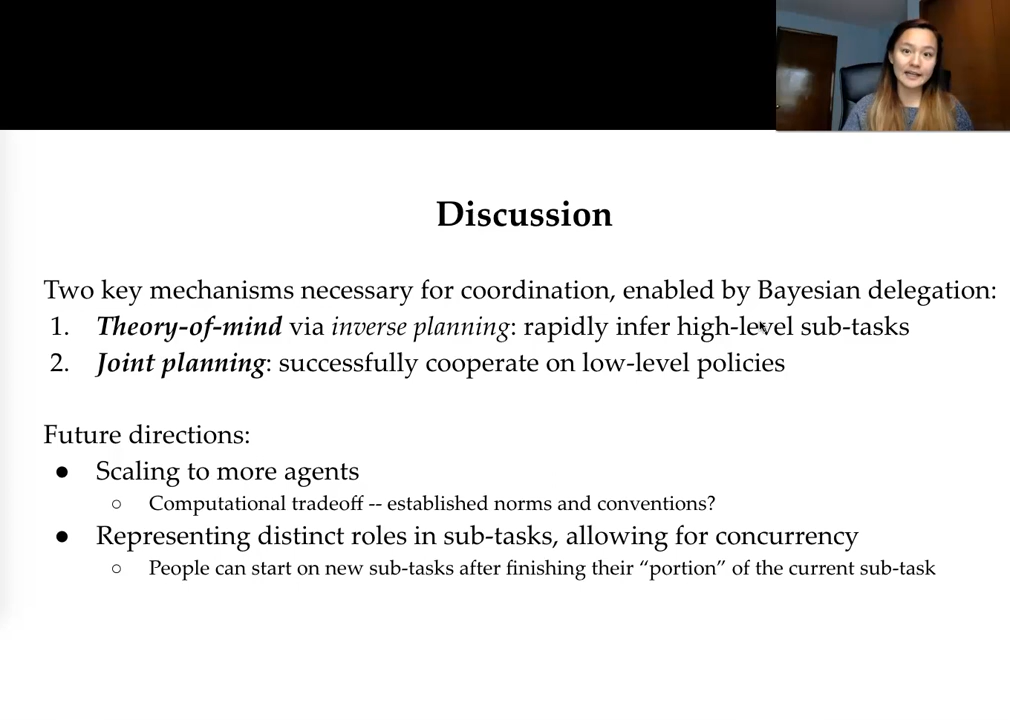 Discussion
Two key mechanisms necessary for coordination, enabled by Bayesian delegation:
1. Theory-of-mind via inverse planning: rapidly infer high-level sub-tasks
2. Joint planning: successfully cooperate on low-level policies
Future directions:
● Scaling to more agents
○ Computational tradeoff -- established norms and conventions?
● Representing distinct roles in sub-tasks, allowing for concurrency
○ People can start on new sub-tasks after finishing their “portion” of the current sub-task